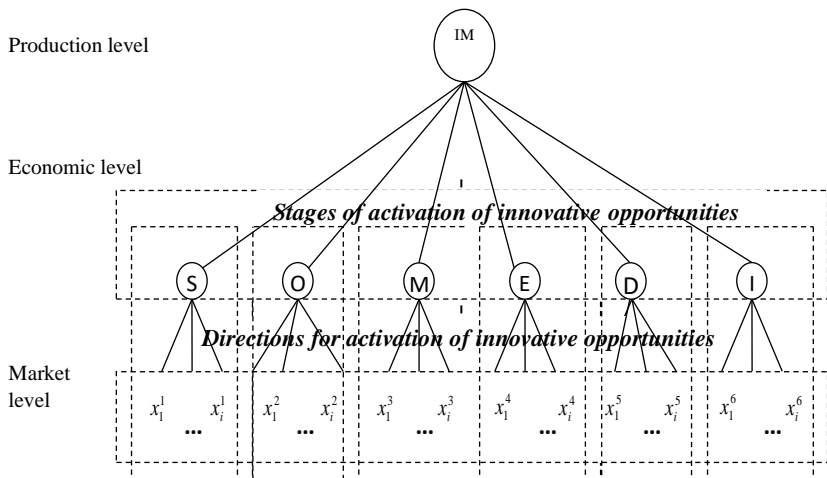 IM
Production level
Economic level
Stages of activation of innovative opportunities
S O M E D I
Directions for activation of innovative opportunities
Market
level
x₁¹ xᵢ¹ x₁² xᵢ² x₁³ xᵢ³ x₁⁴ xᵢ⁴ x₁⁵ xᵢ⁵ x₁⁶ xᵢ⁶
... ... ... ... ... ...